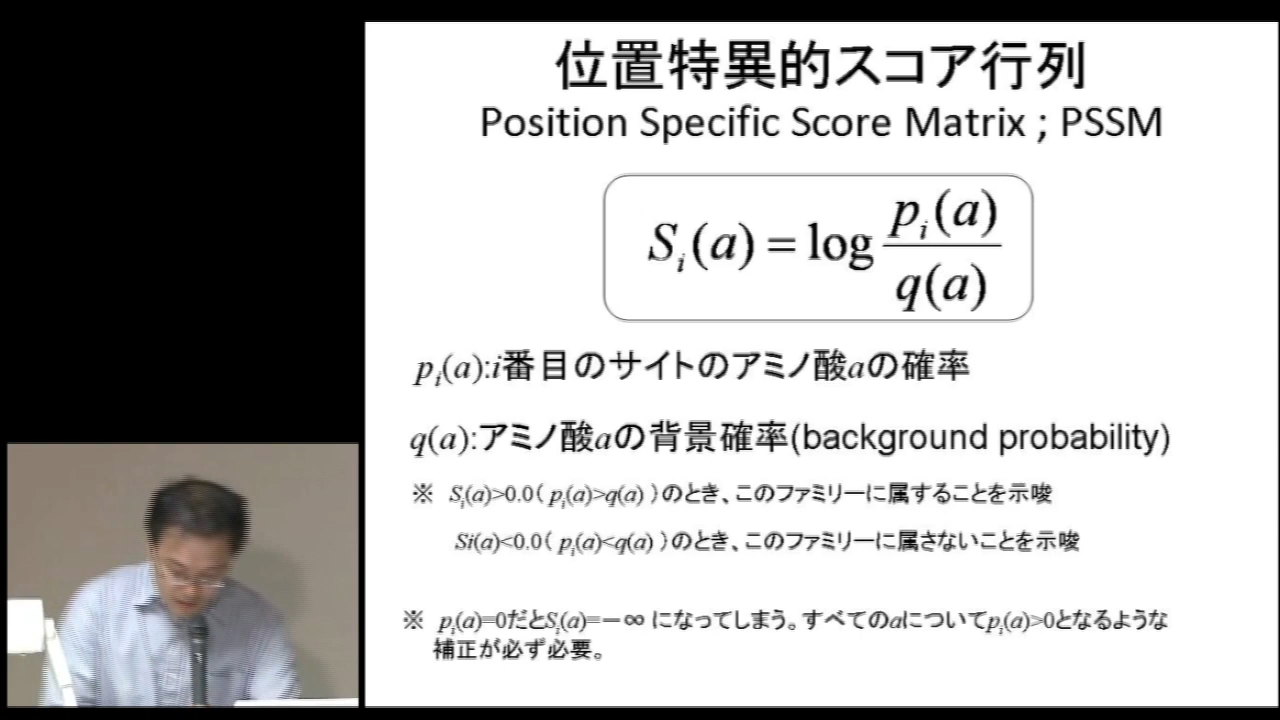 位置特異的スコア行列
Position Specific Score Matrix ; PSSM
S_i(a) = log p_i(a) / q(a)
p_i(a):i番目のサイトのアミノ酸aの確率
q(a):アミノ酸aの背景確率(background probability)
※ S_i(a)>0.0( p_i(a)>q(a) )のとき、このファミリーに属することを示唆
Si(a)<0.0( p_i(a)<q(a) )のとき、このファミリーに属さないことを示唆
※ p_i(a)=0だとS_i(a)=－∞ になってしまう。すべてのaについてp_i(a)>0となるような
補正が必ず必要。